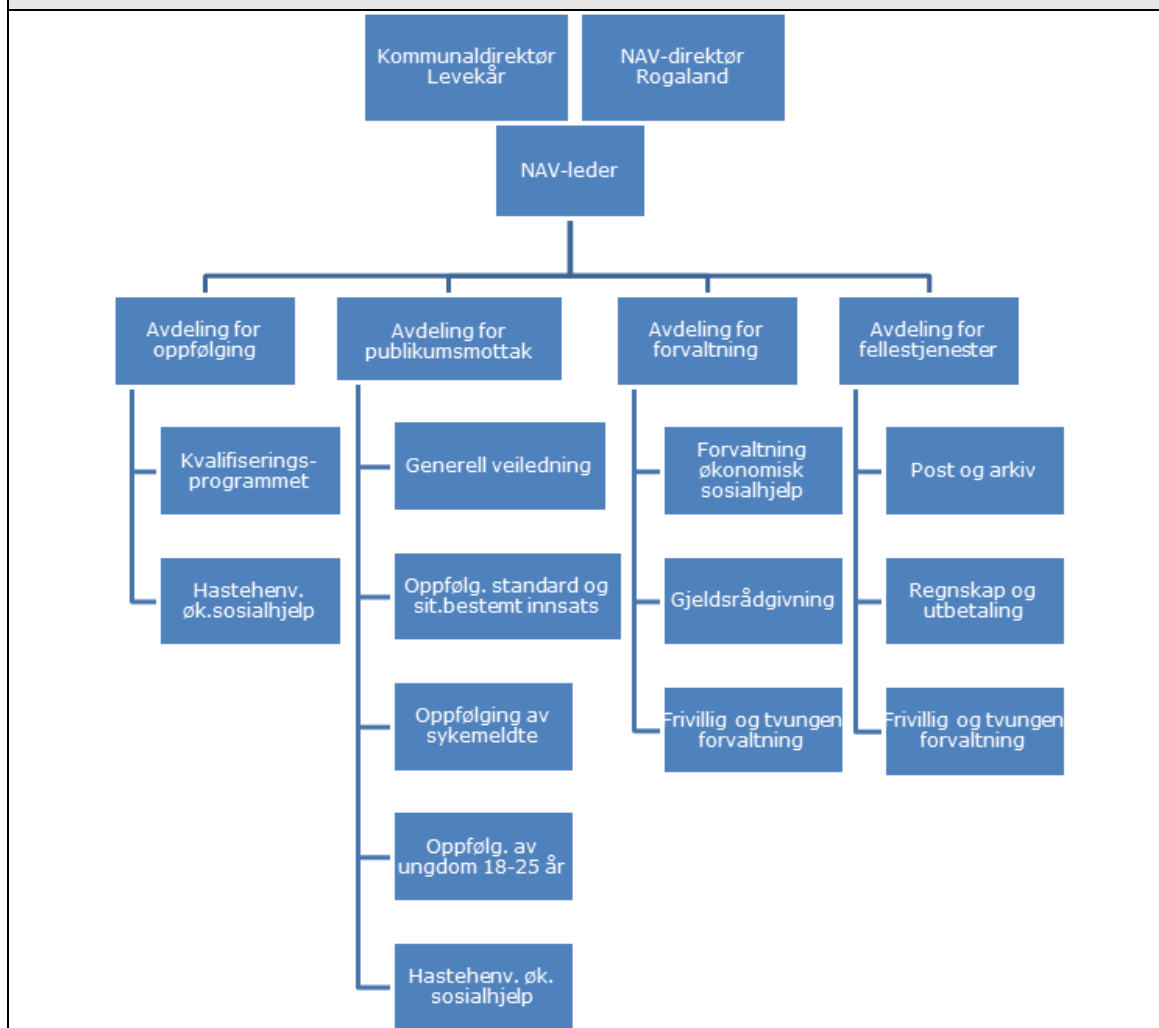 Kommunaldirektør
Levekår
NAV-direktør
Rogaland
NAV-leder
Avdeling for
oppfølging
Kvalifiserings-
programmet
Hastehenv.
øk.sosialhjelp
Avdeling for
publikumsmottak
Generell veiledning
Oppfølg. standard og
sit.bestemt innsats
Oppfølging av
sykemeldte
Oppfølg. av
ungdom 18-25 år
Hastehenv. øk.
sosialhjelp
Avdeling for
forvaltning
Forvaltning
økonomisk
sosialhjelp
Gjeldsrådgivning
Frivillig og tvungen
forvaltning
Avdeling for
fellestjenester
Post og arkiv
Regnskap og
utbetaling
Frivillig og tvungen
forvaltning